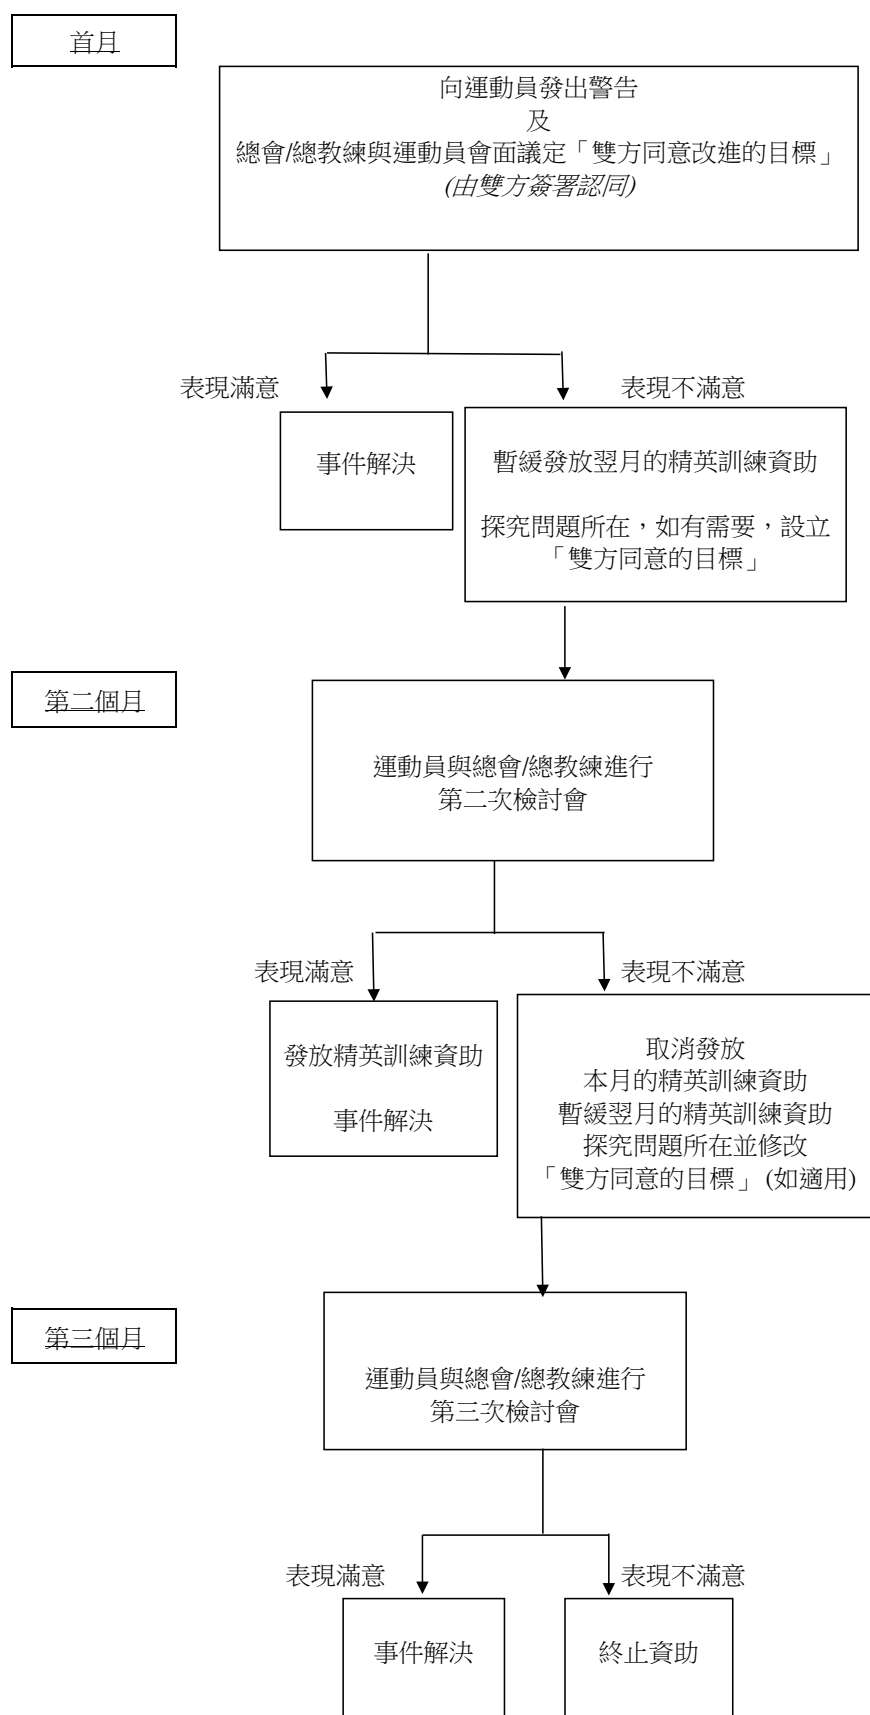 首月
向運動員發出警告
及
總會/總教練與運動員會面議定「雙方同意改進的目標」
(由雙方簽署認同)
表現滿意
表現不滿意
事件解決
暫緩發放翌月的精英訓練資助
探究問題所在，如有需要，設立
「雙方同意的目標」
第二個月
運動員與總會/總教練進行
第二次檢討會
表現滿意
表現不滿意
發放精英訓練資助
事件解決
取消發放
本月的精英訓練資助
暫緩翌月的精英訓練資助
探究問題所在並修改
「雙方同意的目標」(如適用)
第三個月
運動員與總會/總教練進行
第三次檢討會
表現滿意
表現不滿意
事件解決
終止資助